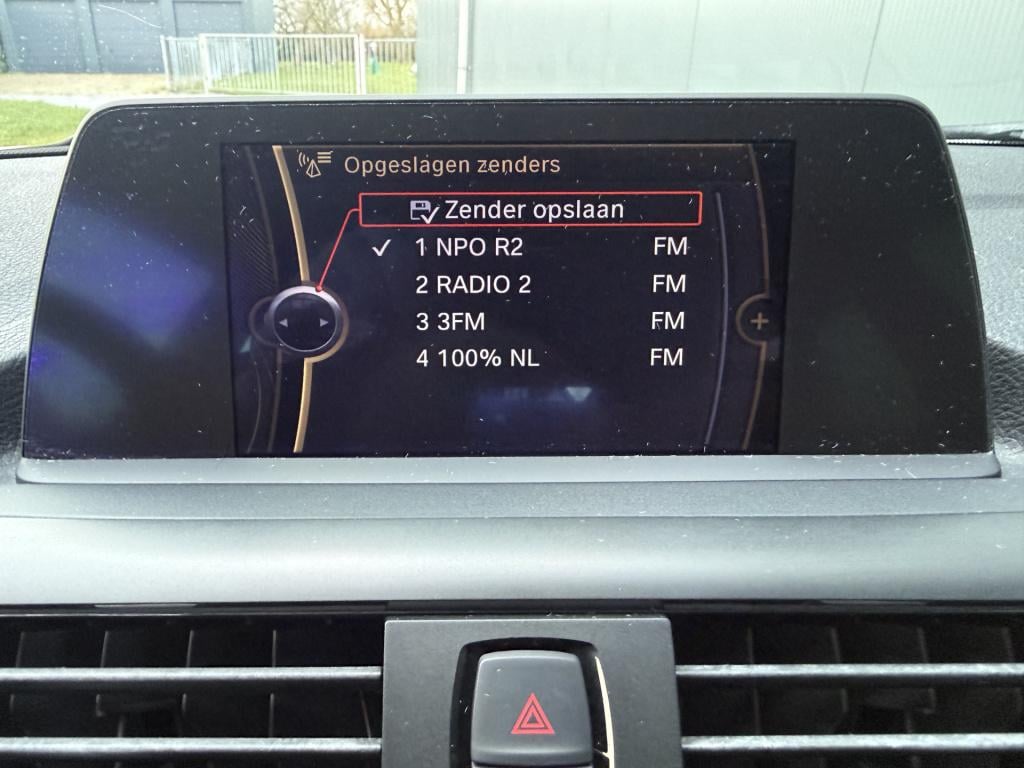 Opgeslagen zenders
Zender opslaan
1 NPO R2 FM
2 RADIO 2 FM
3 3FM FM
4 100% NL FM